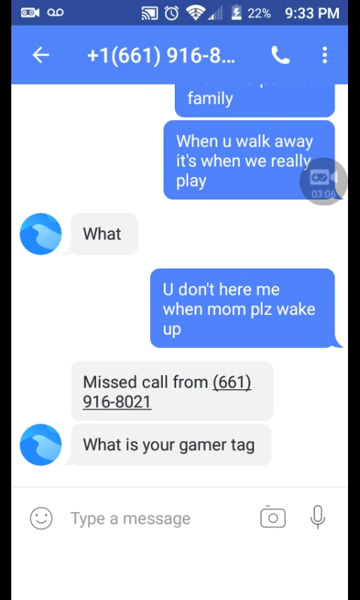 22% 9:33 PM
+1(661) 916-8...
family
When u walk away
it's when we really
play
03:06
What
U don't here me
when mom plz wake
up
Missed call from (661)
916-8021
What is your gamer tag
Type a message